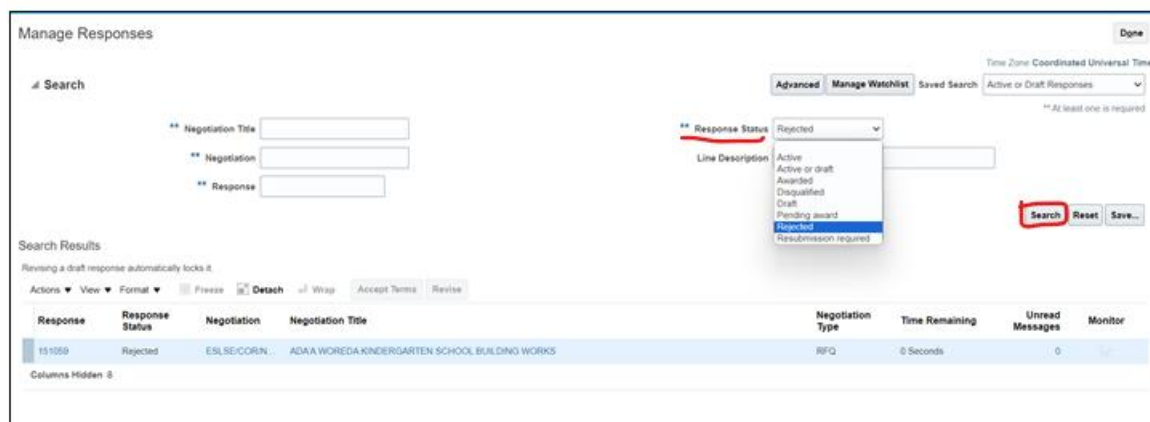 Manage Responses
Done
Time Zone Coordinated Universal Time
Search
Advanced Manage Watchlist Saved Search Active or Draft Responses
** At least one is required
** Negotiation Title
** Response Status Rejected
** Negotiation
Line Description
** Response
Active
Active or draft
Awarded
Disqualified
Draft
Pending award
Rejected
Resubmission required
Search Reset Save...
Search Results
Revising a draft response automatically locks it.
Actions View Format Freeze Detach Wrap Accept Terms Revise
Response Response Status Negotiation Negotiation Title Negotiation Type Time Remaining Unread Messages Monitor
151059 Rejected ESLSE/COR/N... ADA'A WOREDA KINDERGARTEN SCHOOL BUILDING WORKS RFQ 0 Seconds 0
Columns Hidden 8